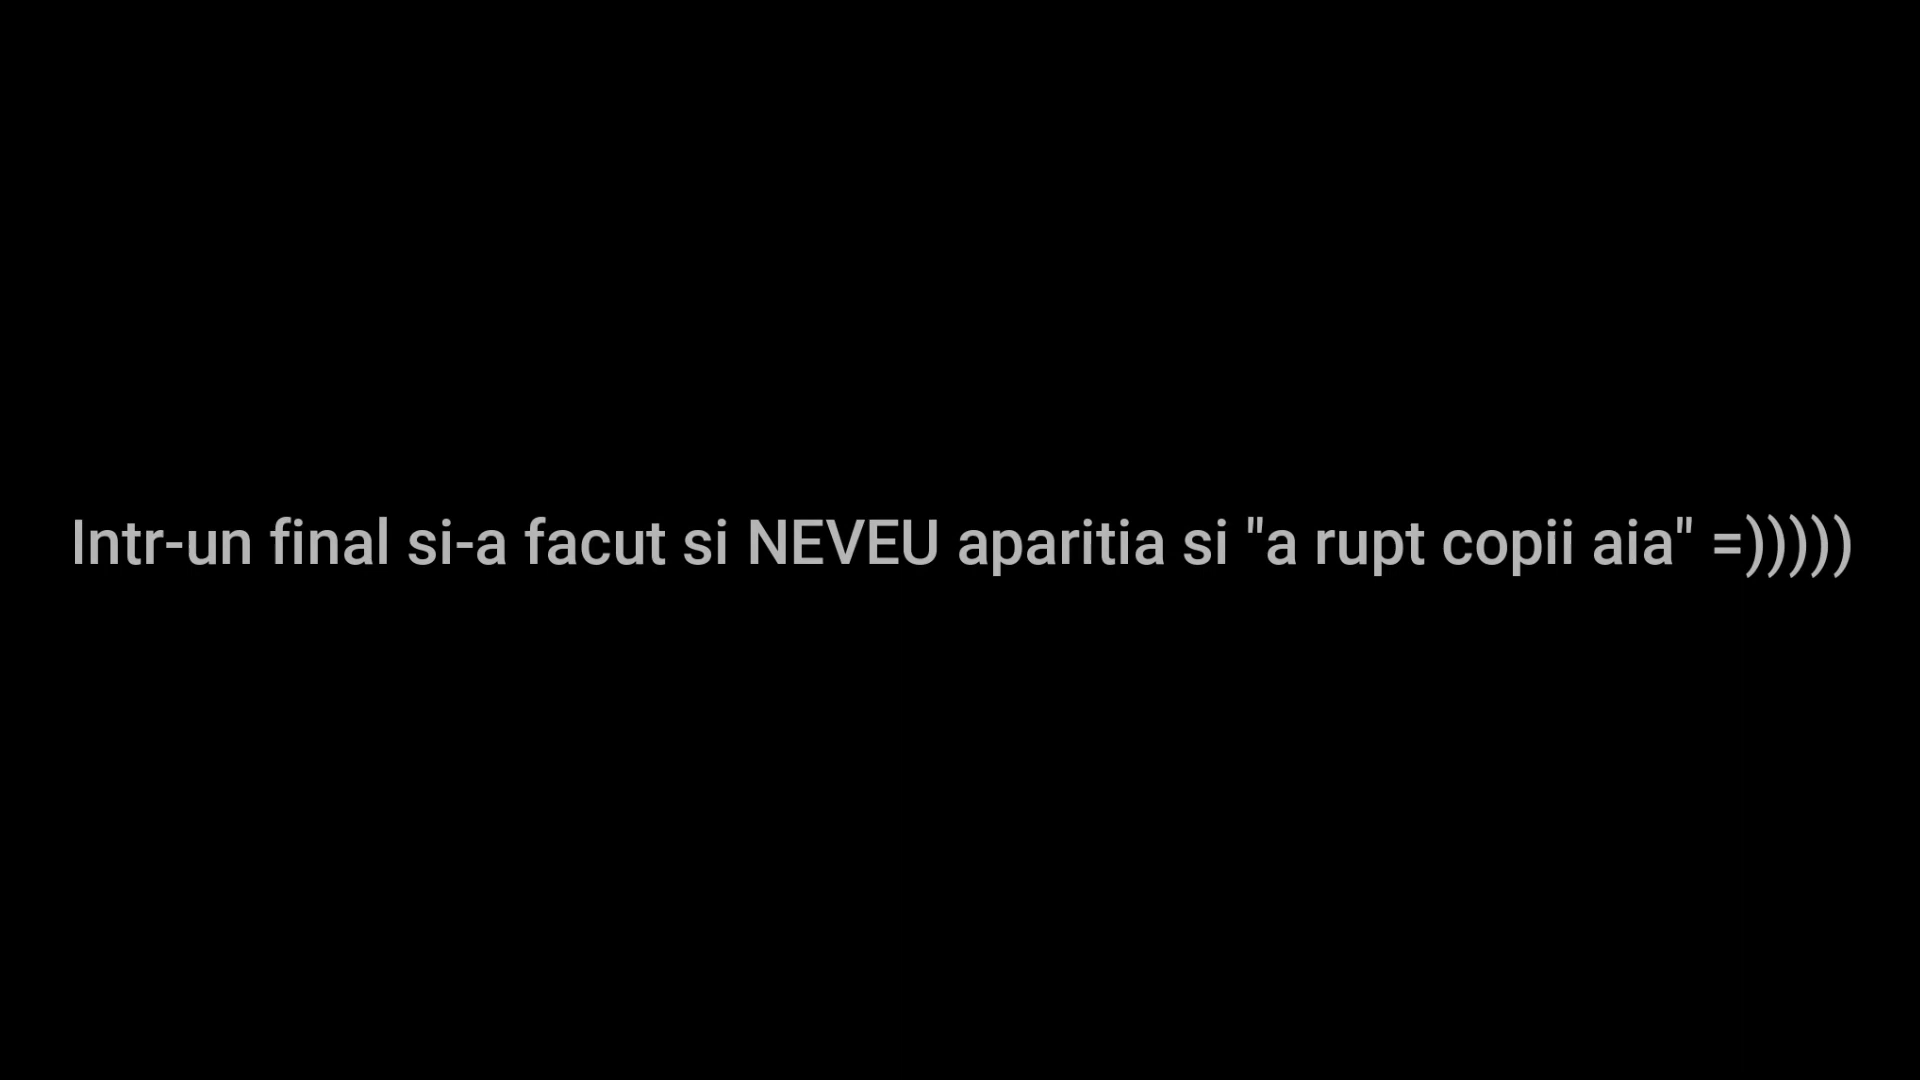 Intr-un final si-a facut si NEVEU aparitia si "a rupt copii aia" =)))))